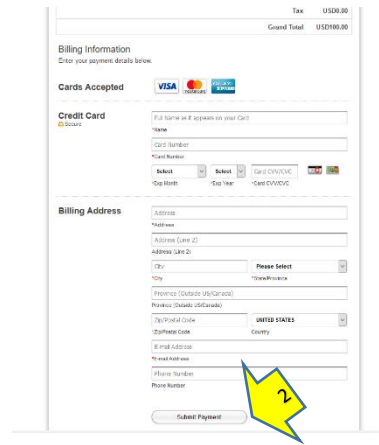 Tax USD0.00
Grand Total USD100.00
Billing Information
Enter your payment details below.
Cards Accepted VISA
Credit Card
Secure
Full Name as it appears on your Card
*Name
Card Number
*Card Number
Select Select Card CVV/CVC
*Exp Month *Exp Year *Card CVV/CVC
Billing Address
Address
*Address
Address (Line 2)
Address (Line 2)
City Please Select
*City *State/Province
Province (Outside US/Canada)
Province (Outside US/Canada)
Zip/Postal Code UNITED STATES
*Zip/Postal Code Country
E-mail Address
*E-mail Address
Phone Number
Phone Number
2
Submit Payment